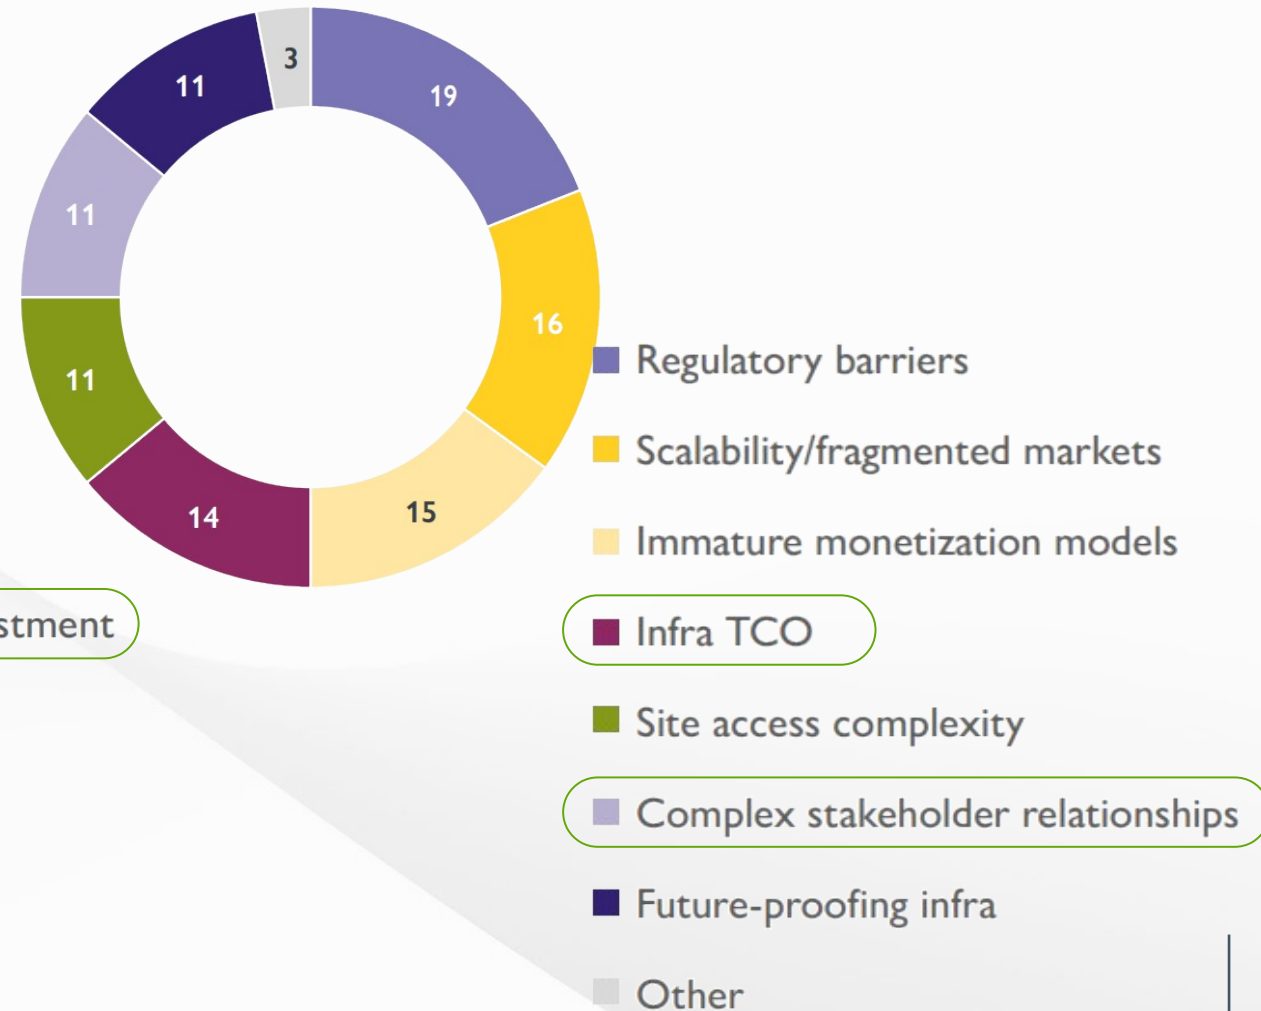 3
11
19
11
16
11
14
15
Regulatory barriers
Scalability/fragmented markets
Immature monetization models
Infra TCO
Site access complexity
Complex stakeholder relationships
Future-proofing infra
Other